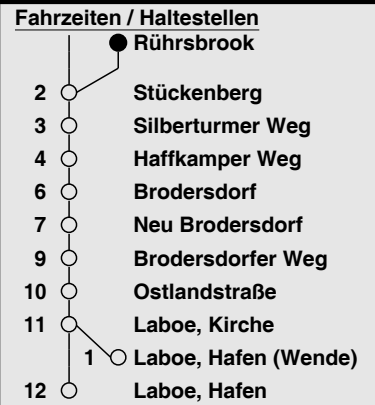 Fahrzeiten / Haltestellen
Rührsbrook
2 Stückenberg
3 Silberturmer Weg
4 Haffkamper Weg
6 Brodersdorf
7 Neu Brodersdorf
9 Brodersdorfer Weg
10 Ostlandstraße
11 Laboe, Kirche
1 Laboe, Hafen (Wende)
12 Laboe, Hafen